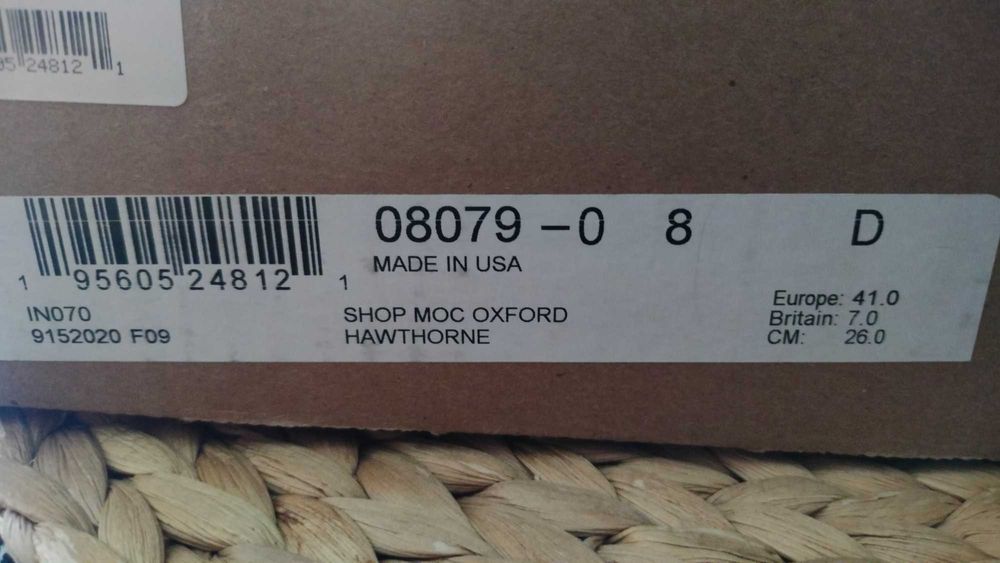 95 24812 1
08079 -0 8 D
MADE IN USA
1 95605 24812 1
IN070
9152020 F09
SHOP MOC OXFORD
HAWTHORNE
Europe: 41.0
Britain: 7.0
CM: 26.0